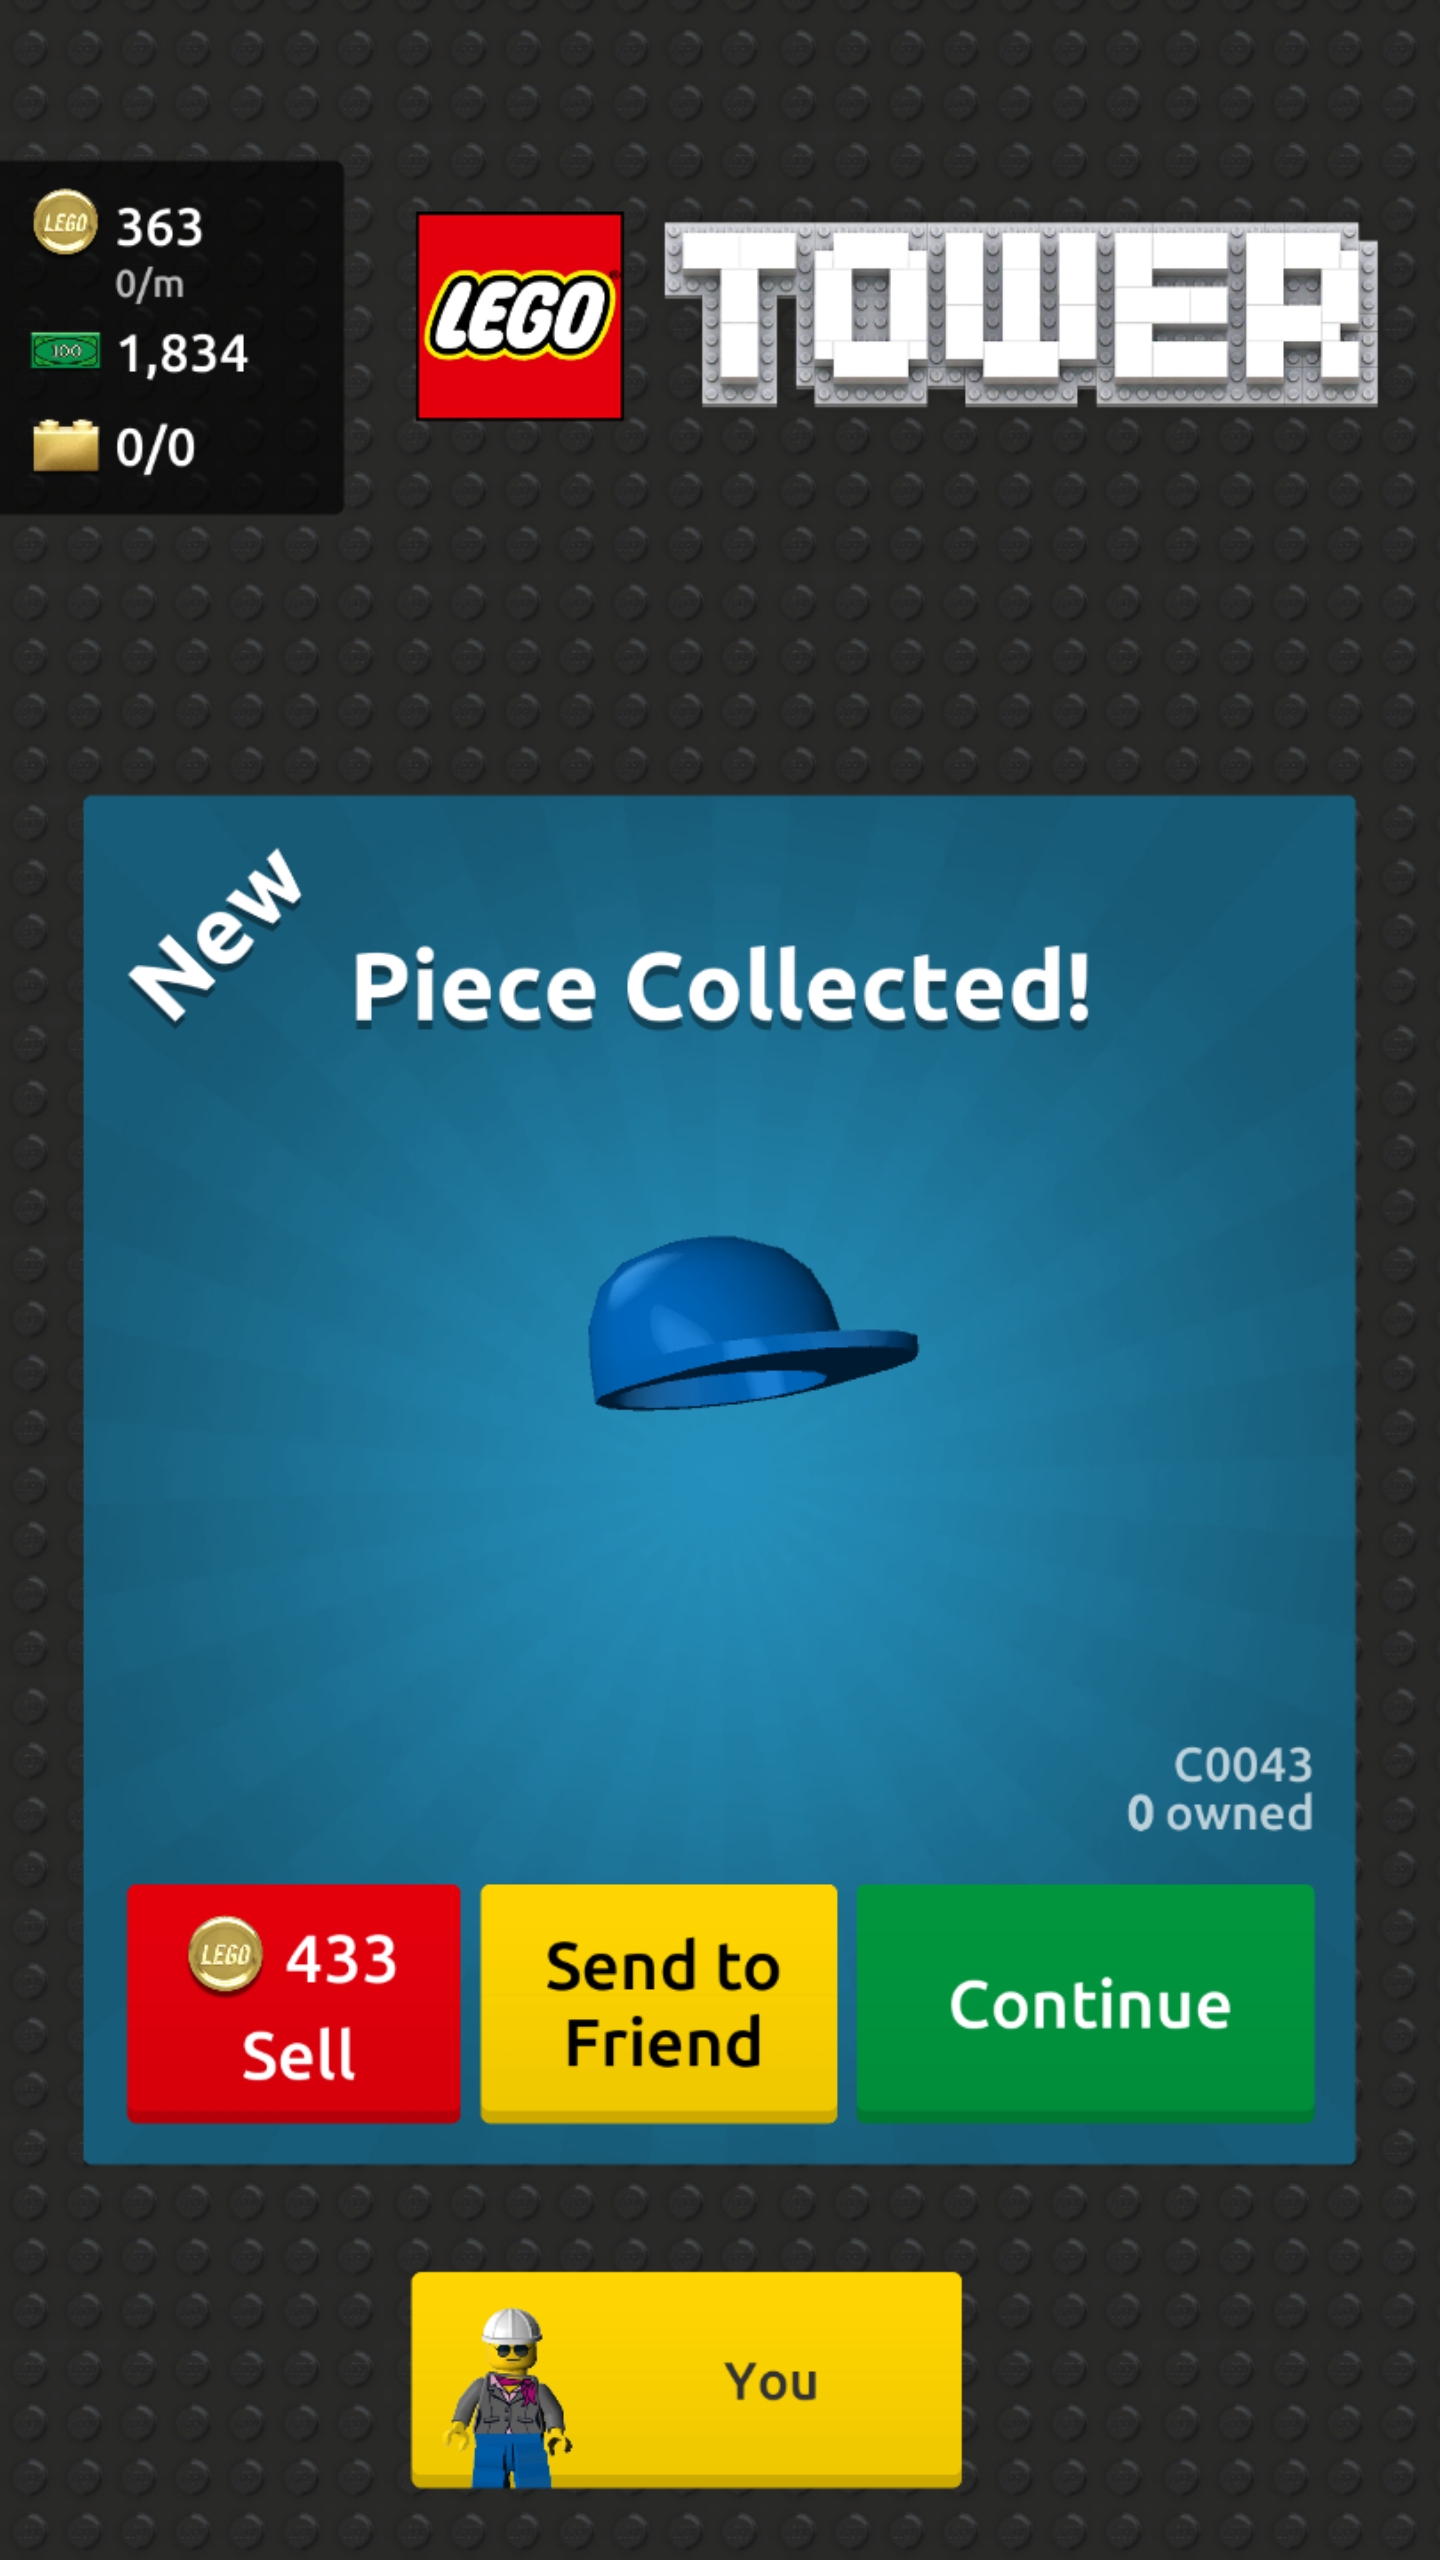 LEGO 363
0/m
100 1,834
0/0
LEGO TOWER
New
Piece Collected!
C0043
0 owned
LEGO 433
Sell
Send to
Friend
Continue
You